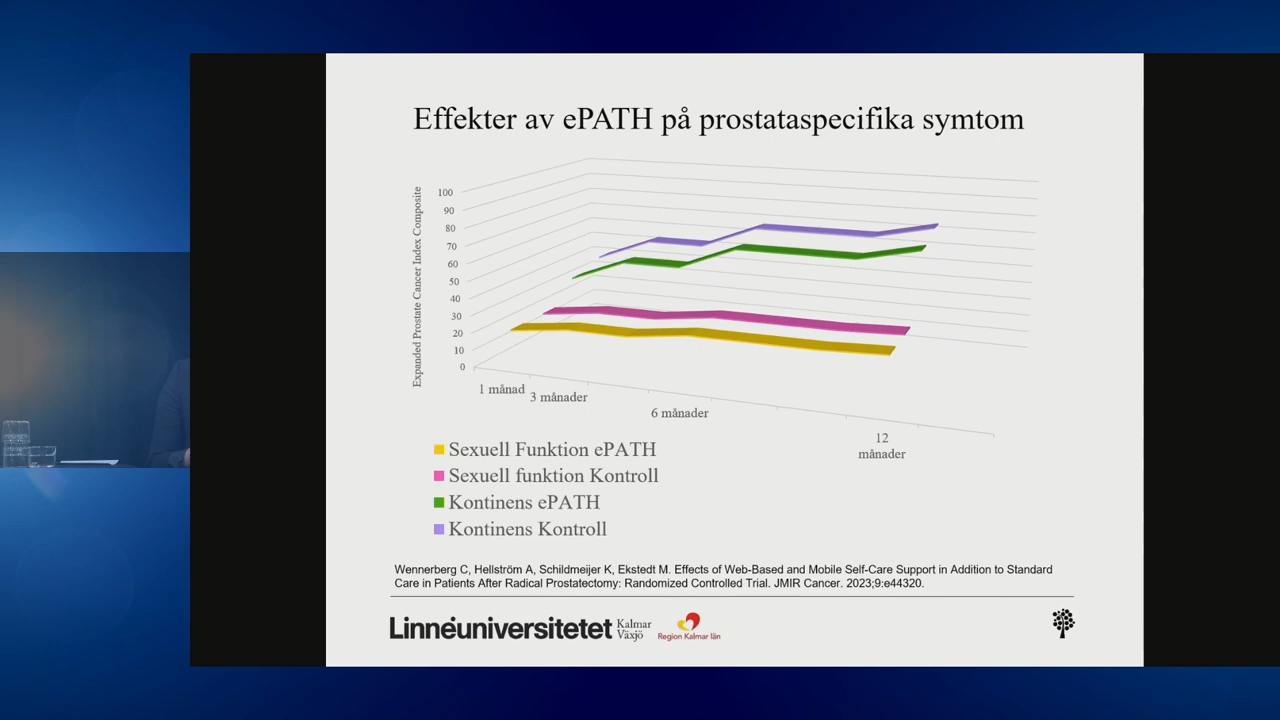 Effekter av ePATH på prostataspecifika symtom
Expanded Prostate Cancer Index Composite
100
90
80
70
60
50
40
30
20
10
0
1 månad
3 månader
6 månader
12
månader
Sexuell Funktion ePATH
Sexuell funktion Kontroll
Kontinens ePATH
Kontinens Kontroll
Wennerberg C, Hellström A, Schildmeijer K, Ekstedt M. Effects of Web-Based and Mobile Self-Care Support in Addition to Standard
Care in Patients After Radical Prostatectomy: Randomized Controlled Trial. JMIR Cancer. 2023;9:e44320.
Linnéuniversitetet
Kalmar
Växjö
Region Kalmar län